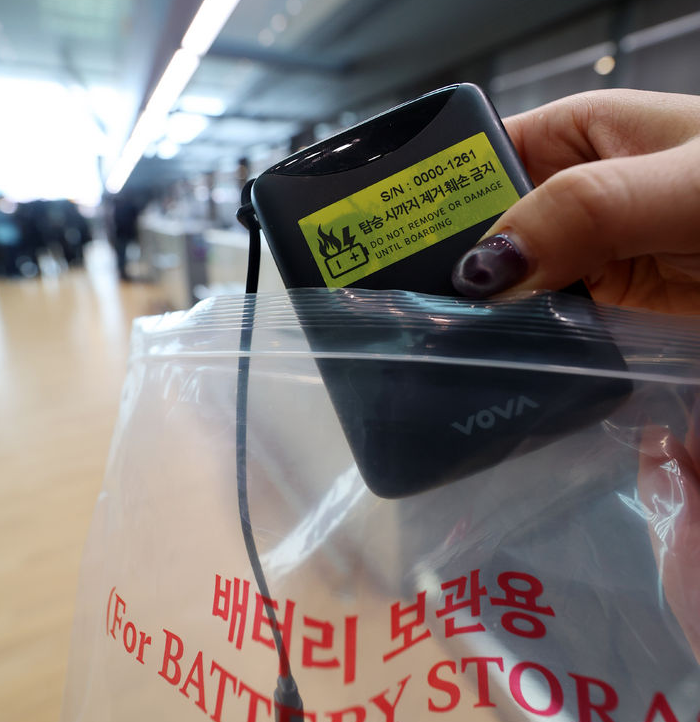 S/N : 0000-1261
탑승 시까지 제거·훼손 금지
DO NOT REMOVE OR DAMAGE
UNTIL BOARDING
VOVA
배터리 보관용
(For BATTERY STORA